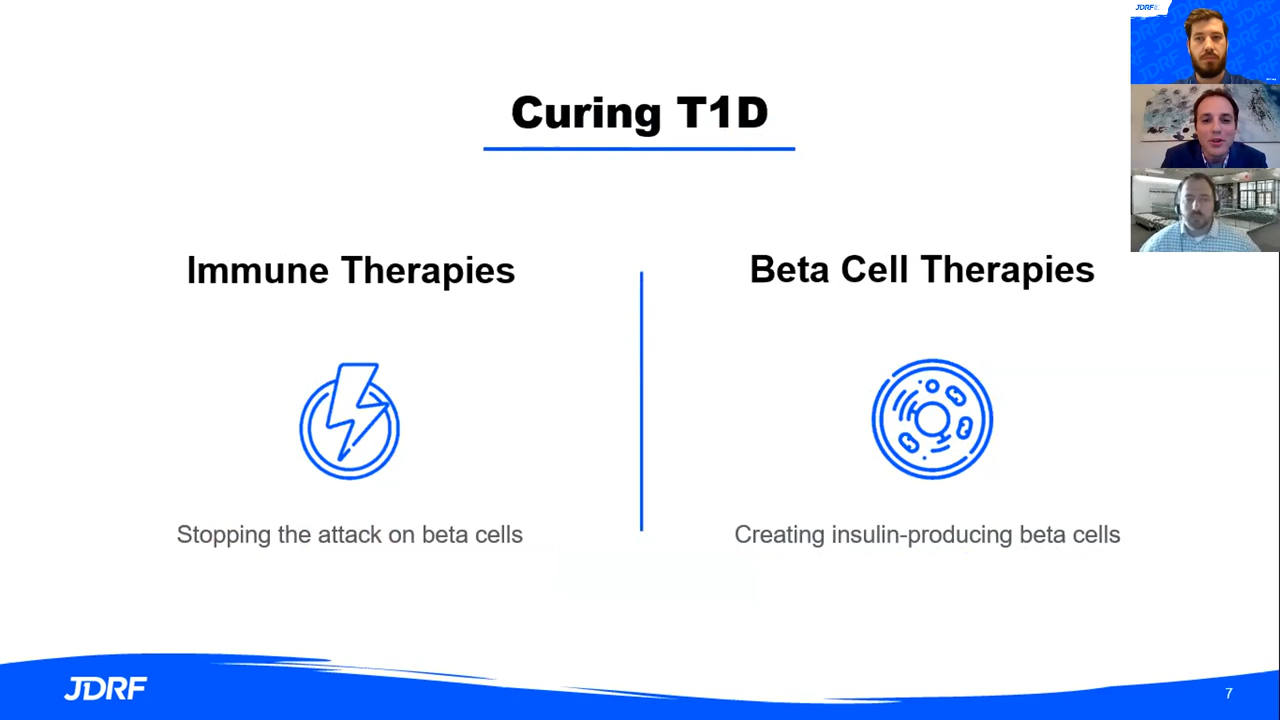 Curing T1D
Immune Therapies
Beta Cell Therapies
Stopping the attack on beta cells
Creating insulin-producing beta cells
JDRF
7
JDRF